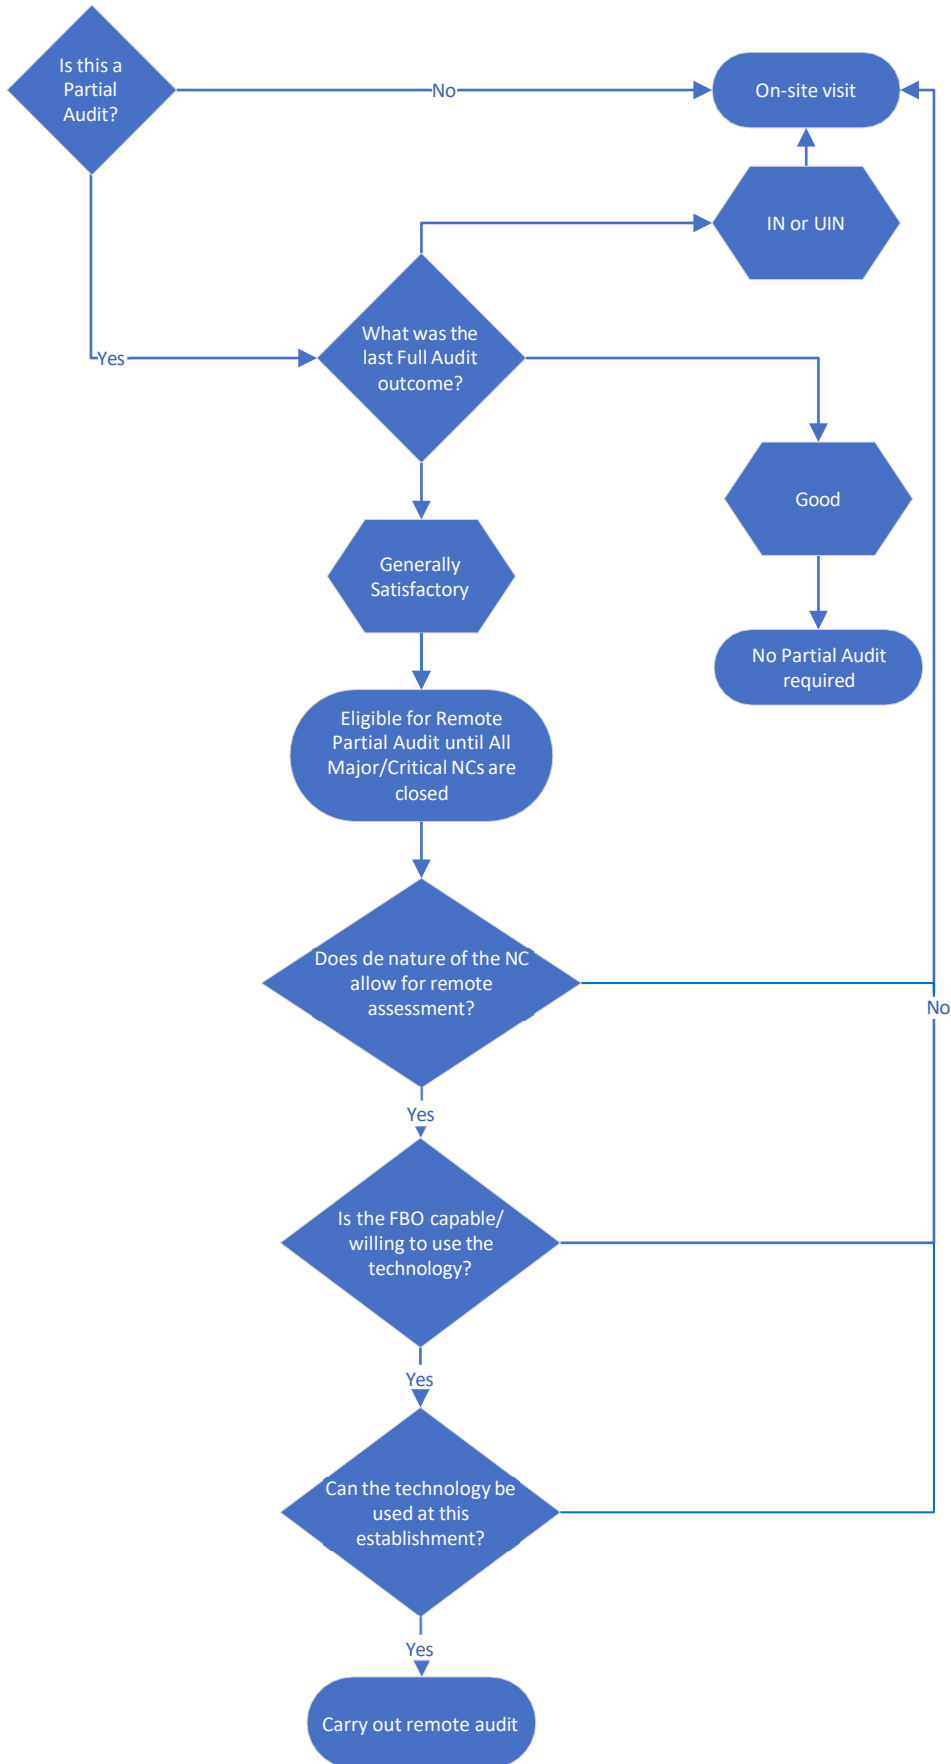 Is this a
Partial
Audit?
No
On-site visit
IN or UIN
What was the
last Full Audit
outcome?
Yes
Good
Generally
Satisfactory
No Partial Audit
required
Eligible for Remote
Partial Audit until All
Major/Critical NCs are
closed
Does de nature of the NC
allow for remote
assessment?
No
Yes
Is the FBO capable/
willing to use the
technology?
Yes
Can the technology be
used at this
establishment?
Yes
Carry out remote audit